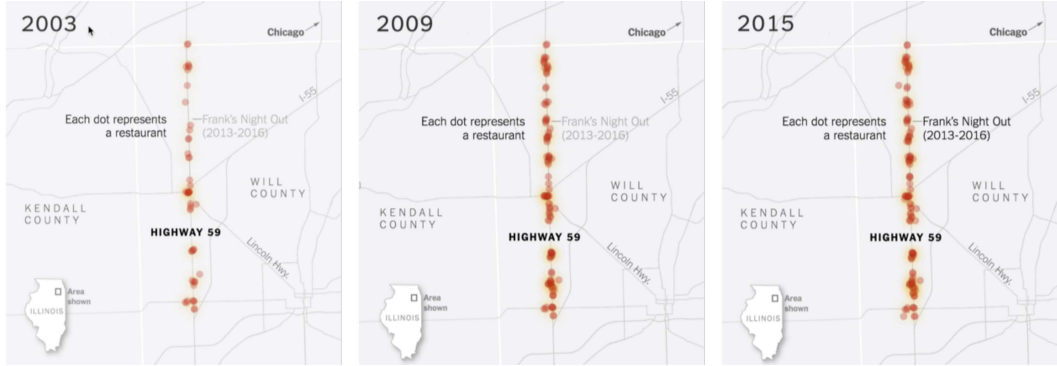 2003
Chicago
I-55
Each dot represents
a restaurant
Frank's Night Out
(2013-2016)
WILL
COUNTY
KENDALL
COUNTY
HIGHWAY 59
Lincoln Hwy.
Area
shown
ILLINOIS
2009
Chicago
I-55
Each dot represents
a restaurant
Frank's Night Out
(2013-2016)
WILL
COUNTY
KENDALL
COUNTY
HIGHWAY 59
Lincoln Hwy.
Area
shown
ILLINOIS
2015
Chicago
I-55
Each dot represents
a restaurant
Frank's Night Out
(2013-2016)
WILL
COUNTY
KENDALL
COUNTY
HIGHWAY 59
Lincoln Hwy.
Area
shown
ILLINOIS